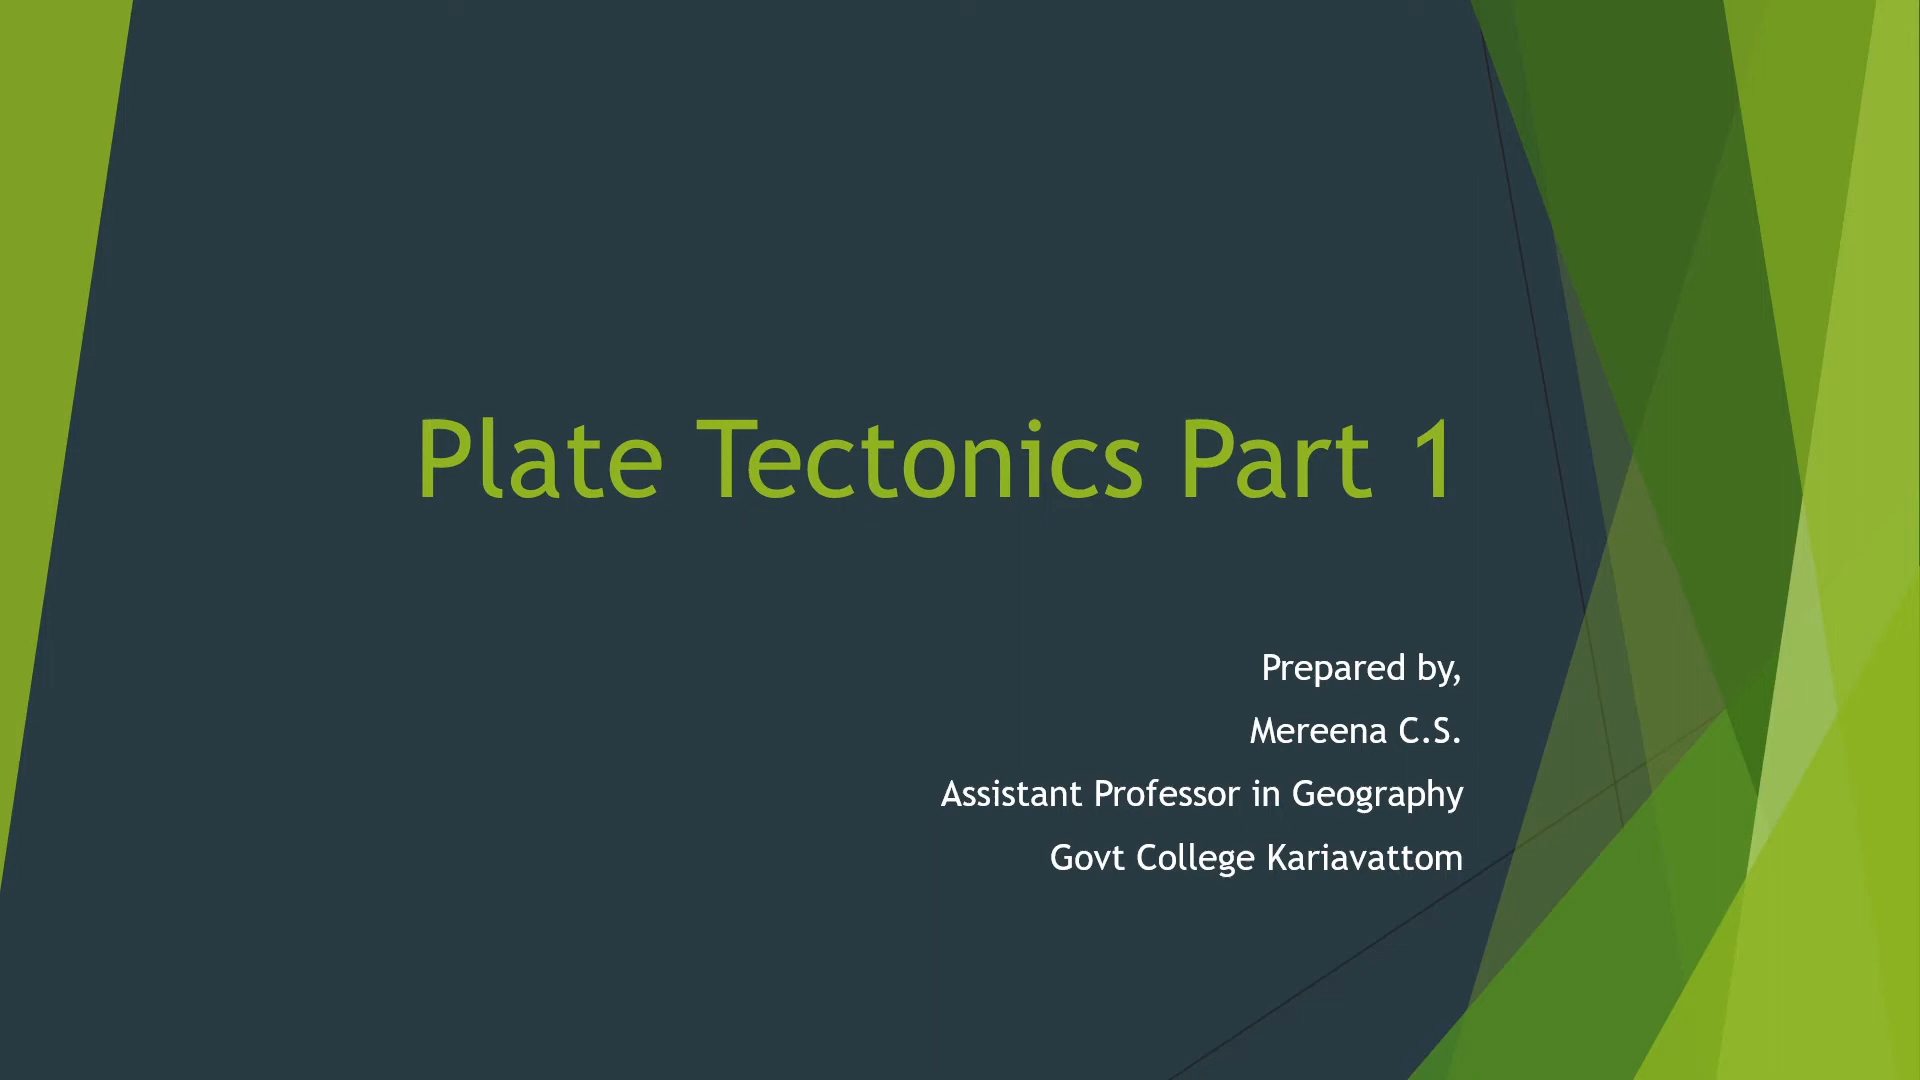 Plate Tectonics Part 1
Prepared by,
Mereena C.S.
Assistant Professor in Geography
Govt College Kariavattom